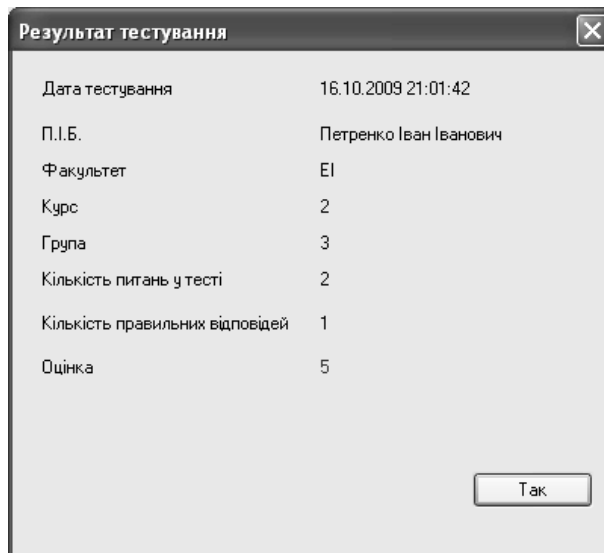 Результат тестування
Дата тестування 16.10.2009 21:01:42
П.І.Б. Петренко Іван Іванович
Факультет ЕІ
Курс 2
Група 3
Кількість питань у тесті 2
Кількість правильних відповідей 1
Оцінка 5
Так